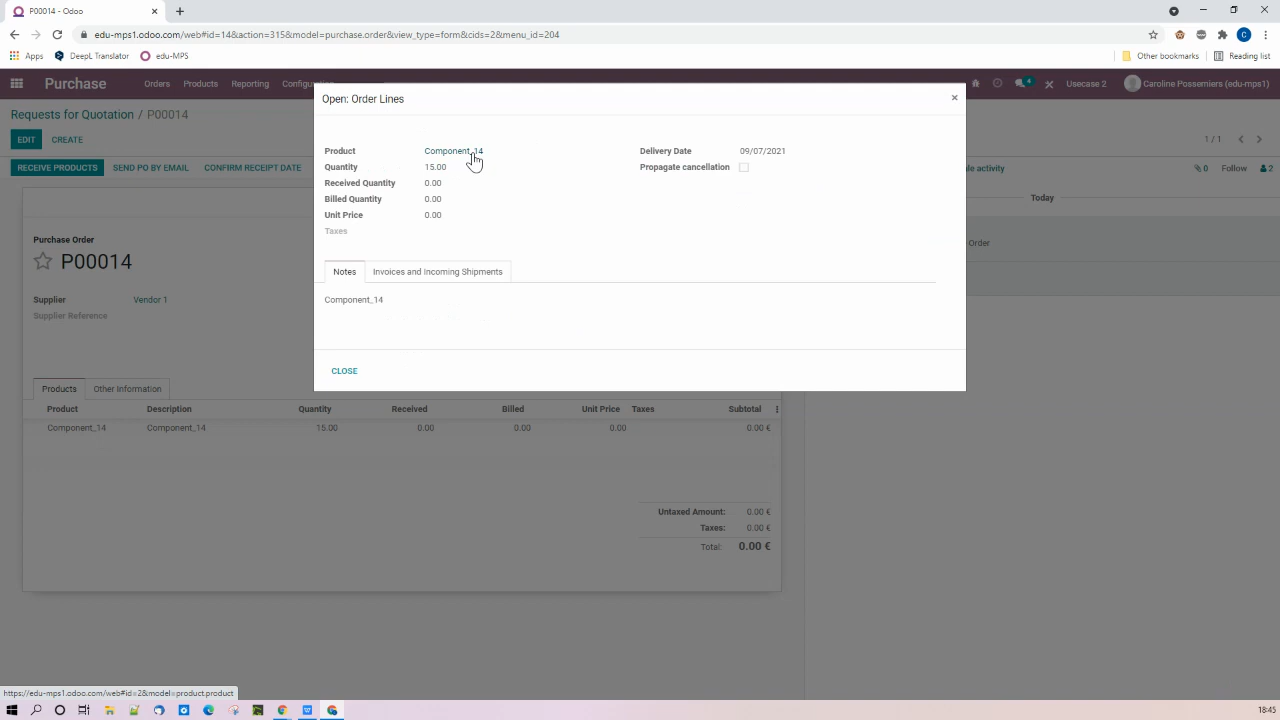 P00014 - Odoo
edu-mps1.odoo.com/web#id=14&action=315&model=purchase.order&view_type=form&cids=2&menu_id=204
Apps DeepL Translator edu-MPS Other bookmarks Reading list
Purchase Orders Products Reporting Configu 4 Usecase 2 Caroline Possemiers (edu-mps1)
Open: Order Lines ×
Requests for Quotation / P00014
EDIT CREATE 1 / 1
RECEIVE PRODUCTS SEND PO BY EMAIL CONFIRM RECEIPT DATE le activity 0 Follow 2
Product Component_14 Delivery Date 09/07/2021
Quantity 15.00 Propagate cancellation
Received Quantity 0.00
Billed Quantity 0.00
Unit Price 0.00
Taxes
Today
Order
Purchase Order
P00014
Notes Invoices and Incoming Shipments
Supplier Vendor 1
Supplier Reference
Component_14
CLOSE
Products Other Information
Product Description Quantity Received Billed Unit Price Taxes Subtotal
Component_14 Component_14 15.00 0.00 0.00 0.00 0.00 €
Untaxed Amount: 0.00 €
Taxes: 0.00 €
Total: 0.00 €
https://edu-mps1.odoo.com/web#id=2&model=product.product
18:45